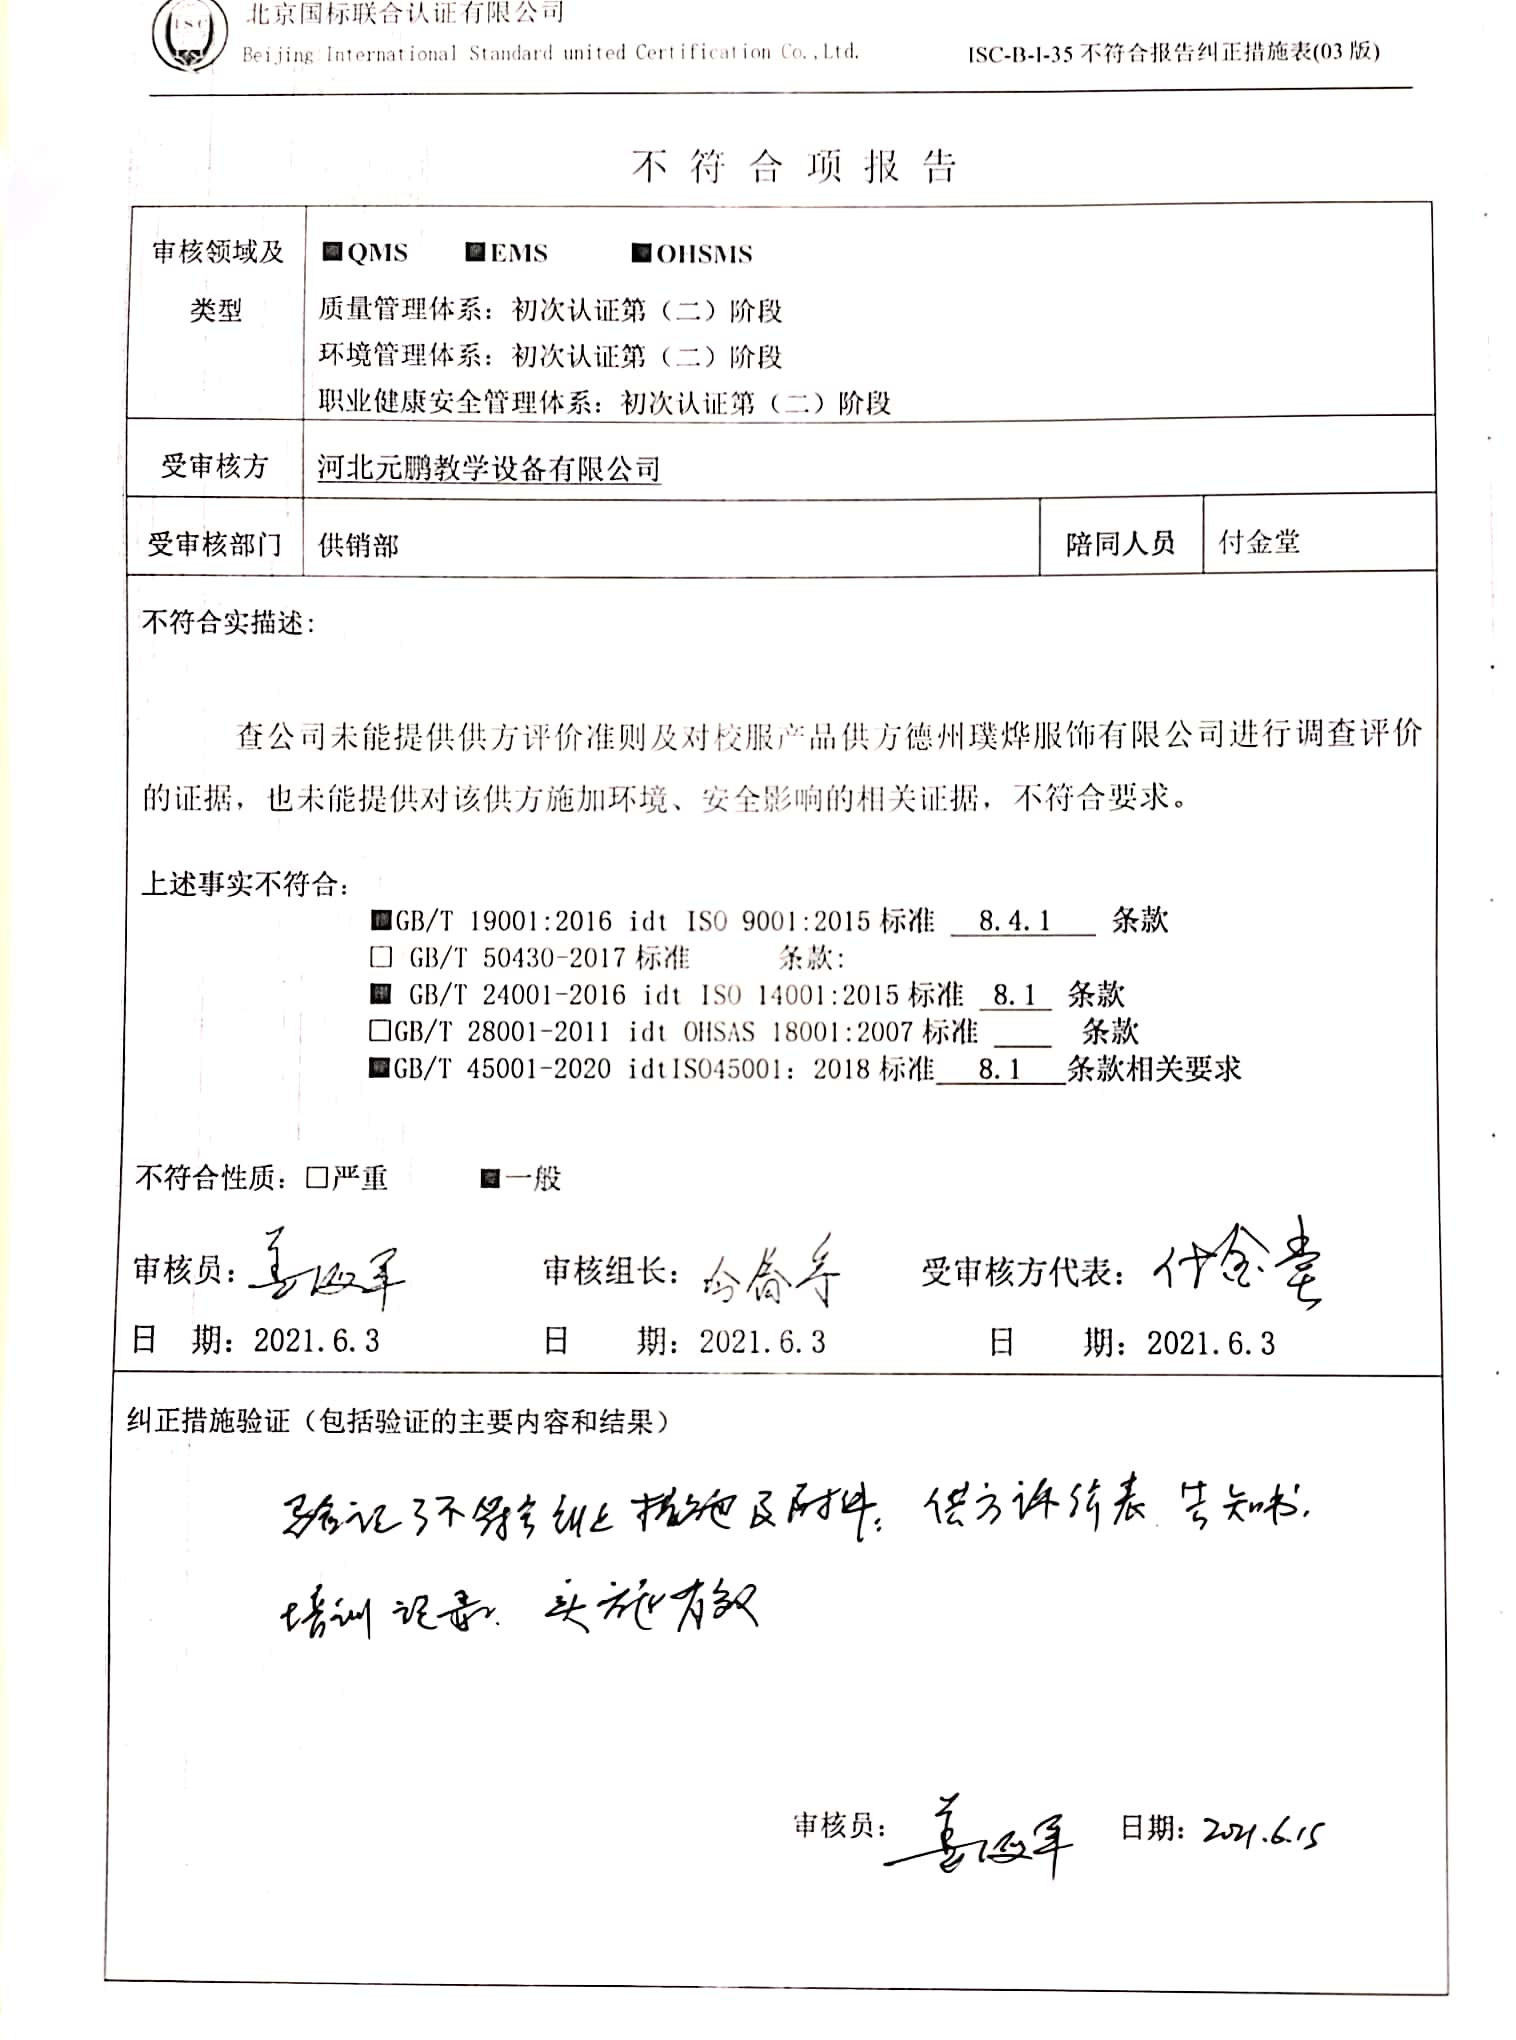 ISC
北京国标联合认证有限公司
Beijing International Standard united Certification Co.,Ltd.
ISC-B-I-35 不符合报告纠正措施表(03 版)
不 符 合 项 报 告
审核领域及类型
■QMS ■EMS ■OHSMS
质量管理体系：初次认证第（二）阶段
环境管理体系：初次认证第（二）阶段
职业健康安全管理体系：初次认证第（二）阶段
受审核方 河北元鹏教学设备有限公司
受审核部门 供销部 陪同人员 付金堂
不符合实描述：
查公司未能提供供方评价准则及对校服产品供方德州璞烨服饰有限公司进行调查评价
的证据，也未能提供对该供方施加环境、安全影响的相关证据，不符合要求。
上述事实不符合：
■GB/T 19001:2016 idt ISO 9001:2015 标准 8.4.1 条款
□ GB/T 50430-2017 标准 条款:
■ GB/T 24001-2016 idt ISO 14001:2015 标准 8.1 条款
□GB/T 28001-2011 idt OHSAS 18001:2007 标准____ 条款
■GB/T 45001-2020 idtISO45001：2018 标准 8.1 条款相关要求
不符合性质：□严重 ■一般
审核员： 审核组长： 受审核方代表：付金堂
日 期：2021.6.3 日 期：2021.6.3 日 期：2021.6.3
纠正措施验证（包括验证的主要内容和结果）
验证了不符合纠正措施及附件：供方评价表、告知书、
培训记录、实施有效
审核员： 日期：2021.6.15